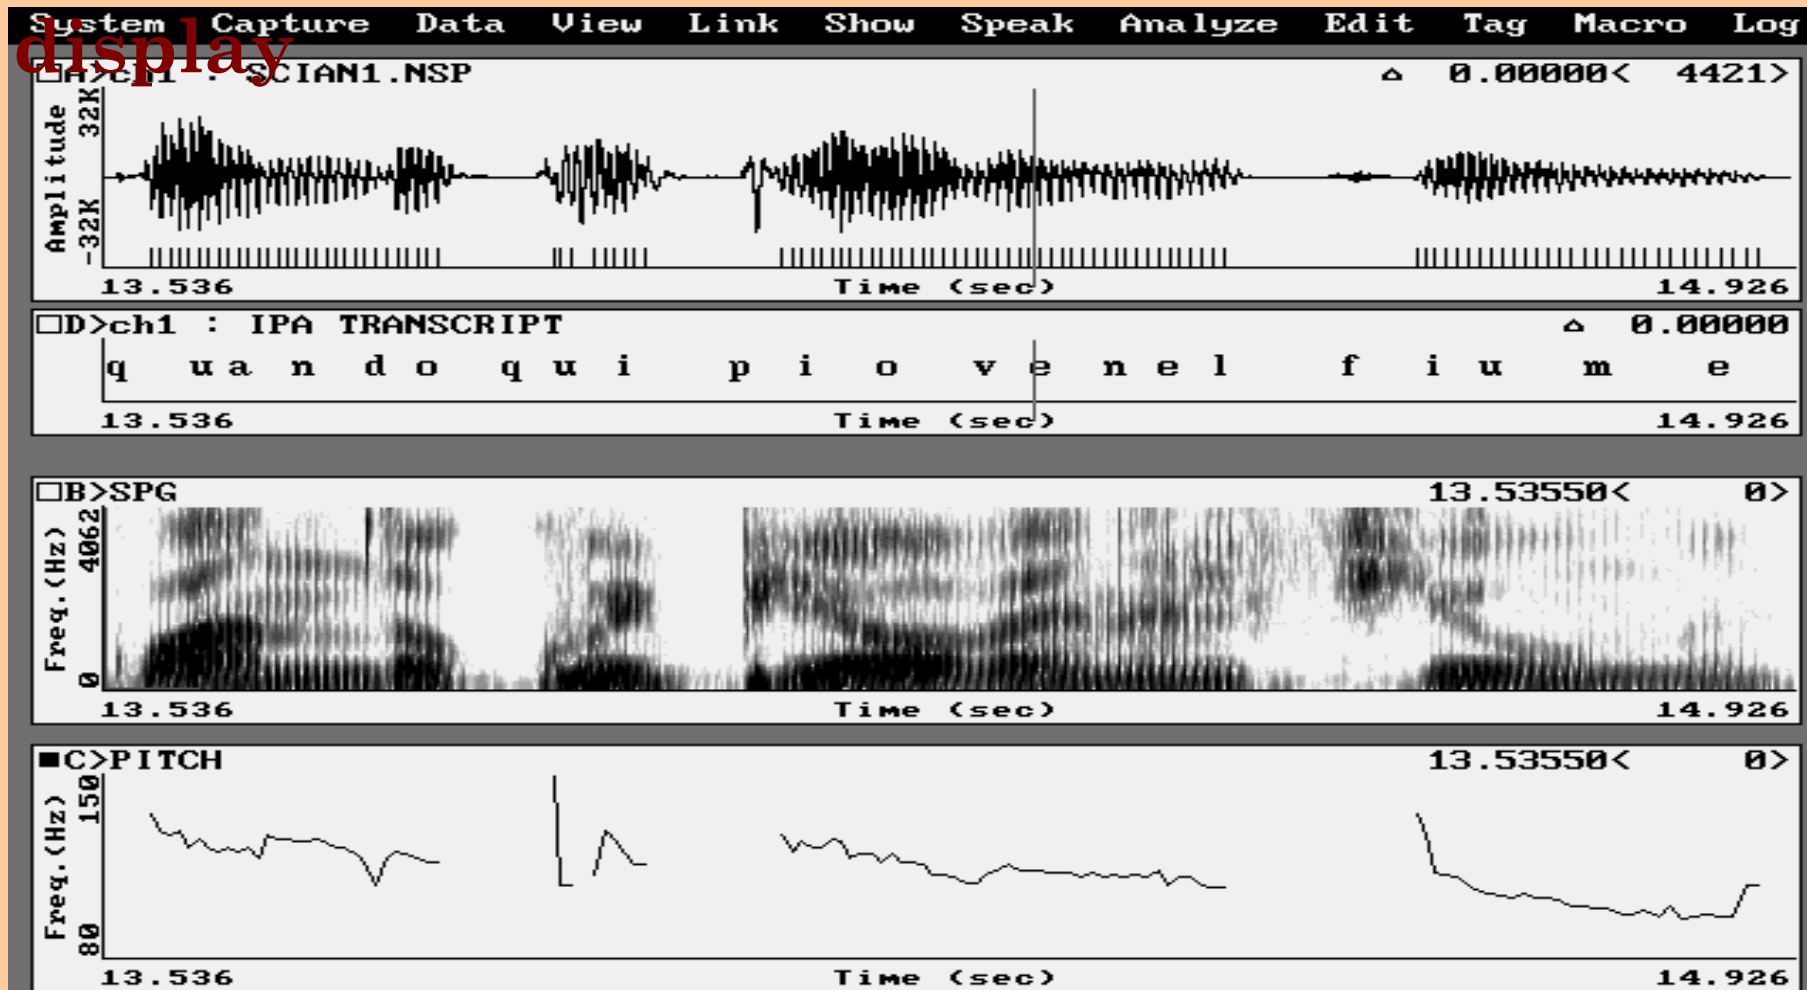 System Capture Data View Link Show Speak Analyze Edit Tag Macro Log
display
A>ch1 : SCIAN1.NSP 0.00000< 4421>
Amplitude
32K
-32K
13.536 Time (sec) 14.926
D>ch1 : IPA TRANSCRIPT 0.00000
q ua n d o q u i p i o v e n e l f i u m e
13.536 Time (sec) 14.926
B>SPG 13.53550< 0>
Freq.(Hz)
4062
0
13.536 Time (sec) 14.926
C>PITCH 13.53550< 0>
Freq.(Hz)
150
80
13.536 Time (sec) 14.926